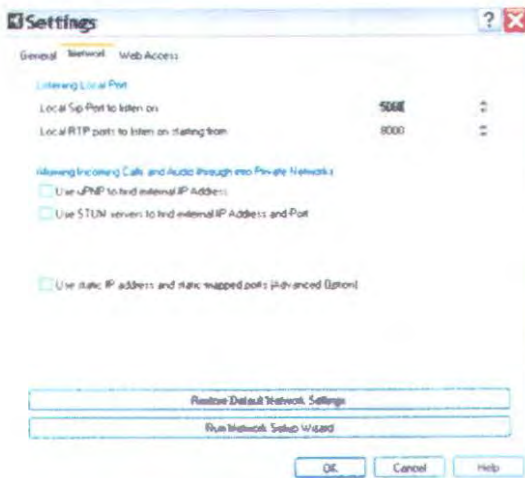 Settings
General Network Web Access
Listening Local Port
Local Sip Port to listen on 5060
Local RTP ports to listen on starting from 8000
Allowing Incoming Calls and Audio through into Private Networks
Use uPNP to find external IP Address
Use STUN servers to find external IP Address and Port
Use static IP address and static mapped ports (Advanced Option)
Restore Default Network Settings
Run Network Setup Wizard
OK Cancel Help